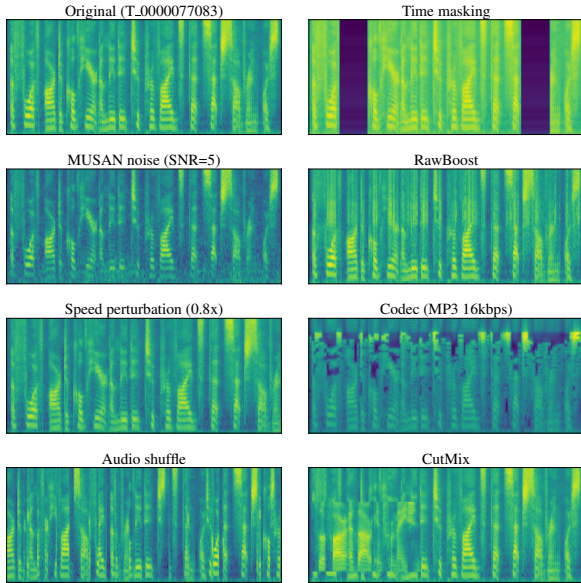 Original (T_0000077083)
Time masking
MUSAN noise (SNR=5)
RawBoost
Speed perturbation (0.8x)
Codec (MP3 16kbps)
Audio shuffle
CutMix